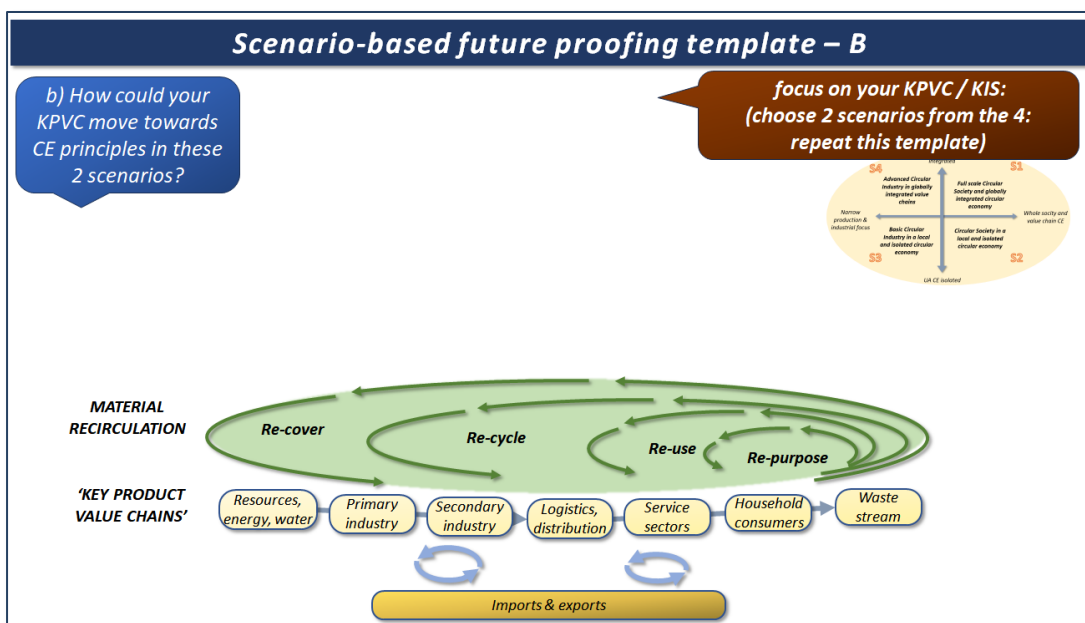 Scenario-based future proofing template – B
b) How could your
KPVC move towards
CE principles in these
2 scenarios?
focus on your KPVC / KIS:
(choose 2 scenarios from the 4:
repeat this template)
integrated
S4
S1
Advanced Circular
Industry in globally
integrated value
chains
Full scale Circular
Society and globally
integrated circular
economy
Narrow
production &
industrial focus
Whole socity and
value chain CE
Basic Circular
Industry in a local
and isolated circular
economy
Circular Society in a
local and isolated
circular economy
S3
S2
UA CE isolated
MATERIAL
RECIRCULATION
Re-cover
Re-cycle
Re-use
Re-purpose
‘KEY PRODUCT
VALUE CHAINS’
Resources,
energy, water
Primary
industry
Secondary
industry
Logistics,
distribution
Service
sectors
Household
consumers
Waste
stream
Imports & exports